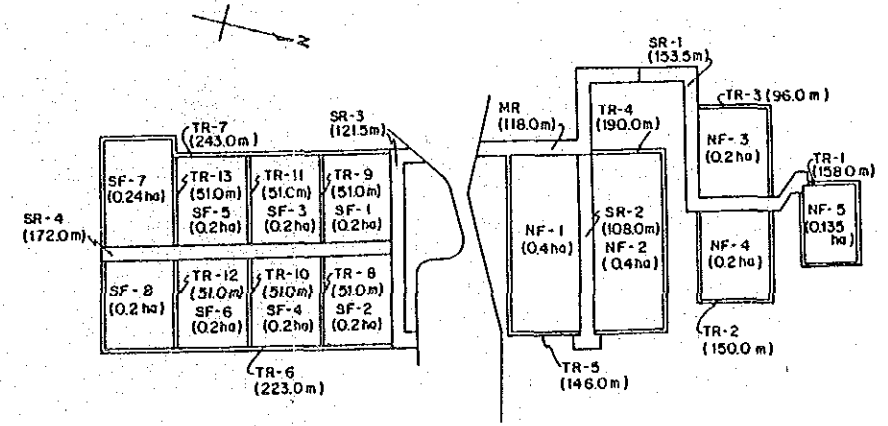 N
SR-1
(153.5m)
TR-3 (96.0m)
MR
(118.0m)
TR-4
(190.0m)
SR-3
(121.5m)
TR-7
(243.0m)
NF-3
(0.2ha)
TR-1
(158.0m)
SF-7
(0.24ha)
TR-13
(51.0m)
SF-5
(0.2ha)
TR-11
(51.0m)
SF-3
(0.2ha)
TR-9
(51.0m)
SF-1
(0.2ha)
SR-4
(172.0m)
NF-1
(0.4ha)
SR-2
(108.0m)
NF-2
(0.4ha)
NF-4
(0.2ha)
NF-5
(0.135
ha)
SF-8
(0.2ha)
TR-12
(51.0m)
SF-6
(0.2ha)
TR-10
(51.0m)
SF-4
(0.2ha)
TR-8
(51.0m)
SF-2
(0.2ha)
TR-2
(150.0m)
TR-5
(146.0m)
TR-6
(223.0m)